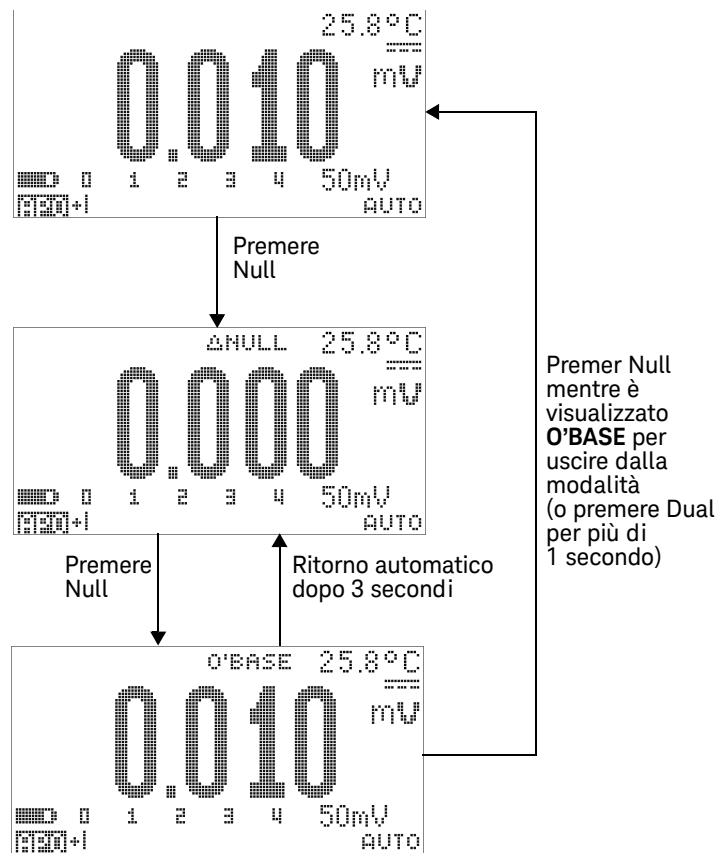 25.8°C
0.010 mV
0 1 2 3 4 50mV
AUTO
Premere
Null
ΔNULL 25.8°C
0.000 mV
0 1 2 3 4 50mV
AUTO
Premere
Null
Ritorno automatico
dopo 3 secondi
Premer Null
mentre è
visualizzato
O'BASE per
uscire dalla
modalità
(o premere Dual
per più di
1 secondo)
O'BASE 25.8°C
0.010 mV
0 1 2 3 4 50mV
AUTO